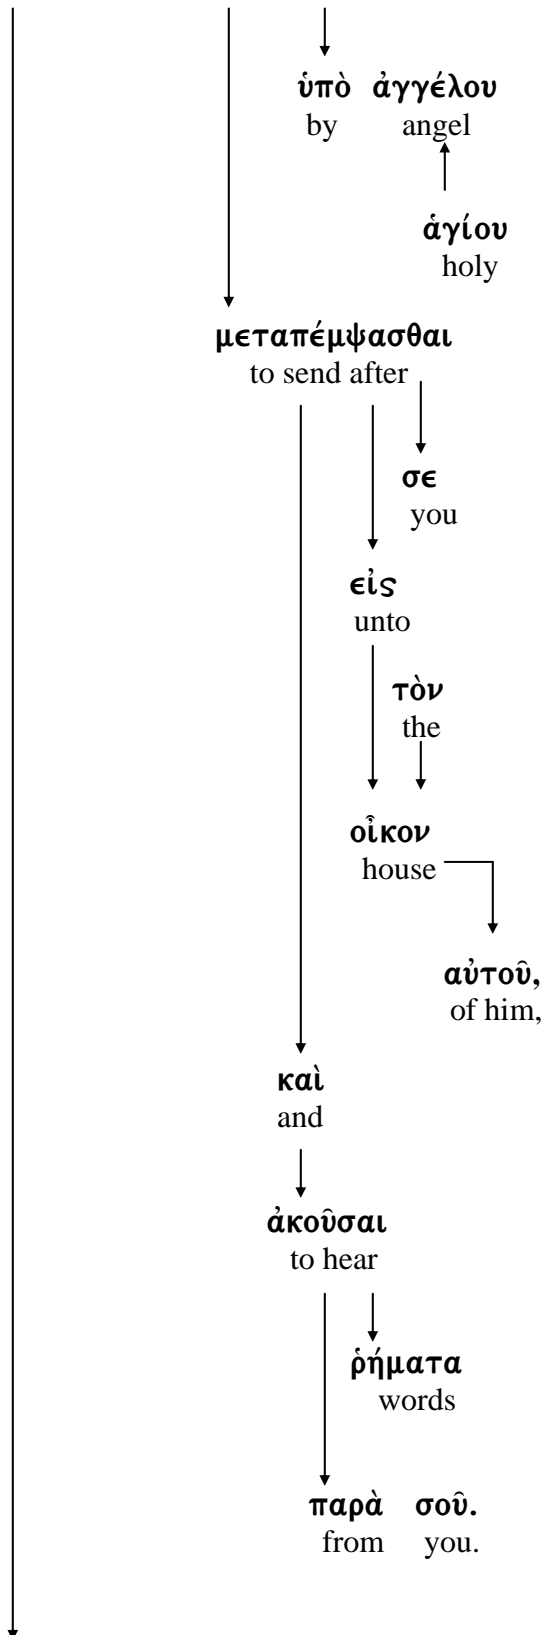 ὑπὸ ἀγγέλου
by angel
ἁγίου
holy
μεταπέμψασθαι
to send after
σε
you
εἰς
unto
τὸν
the
οἶκον
house
αὐτοῦ,
of him,
καὶ
and
ἀκοῦσαι
to hear
ῥήματα
words
παρὰ σοῦ.
from you.